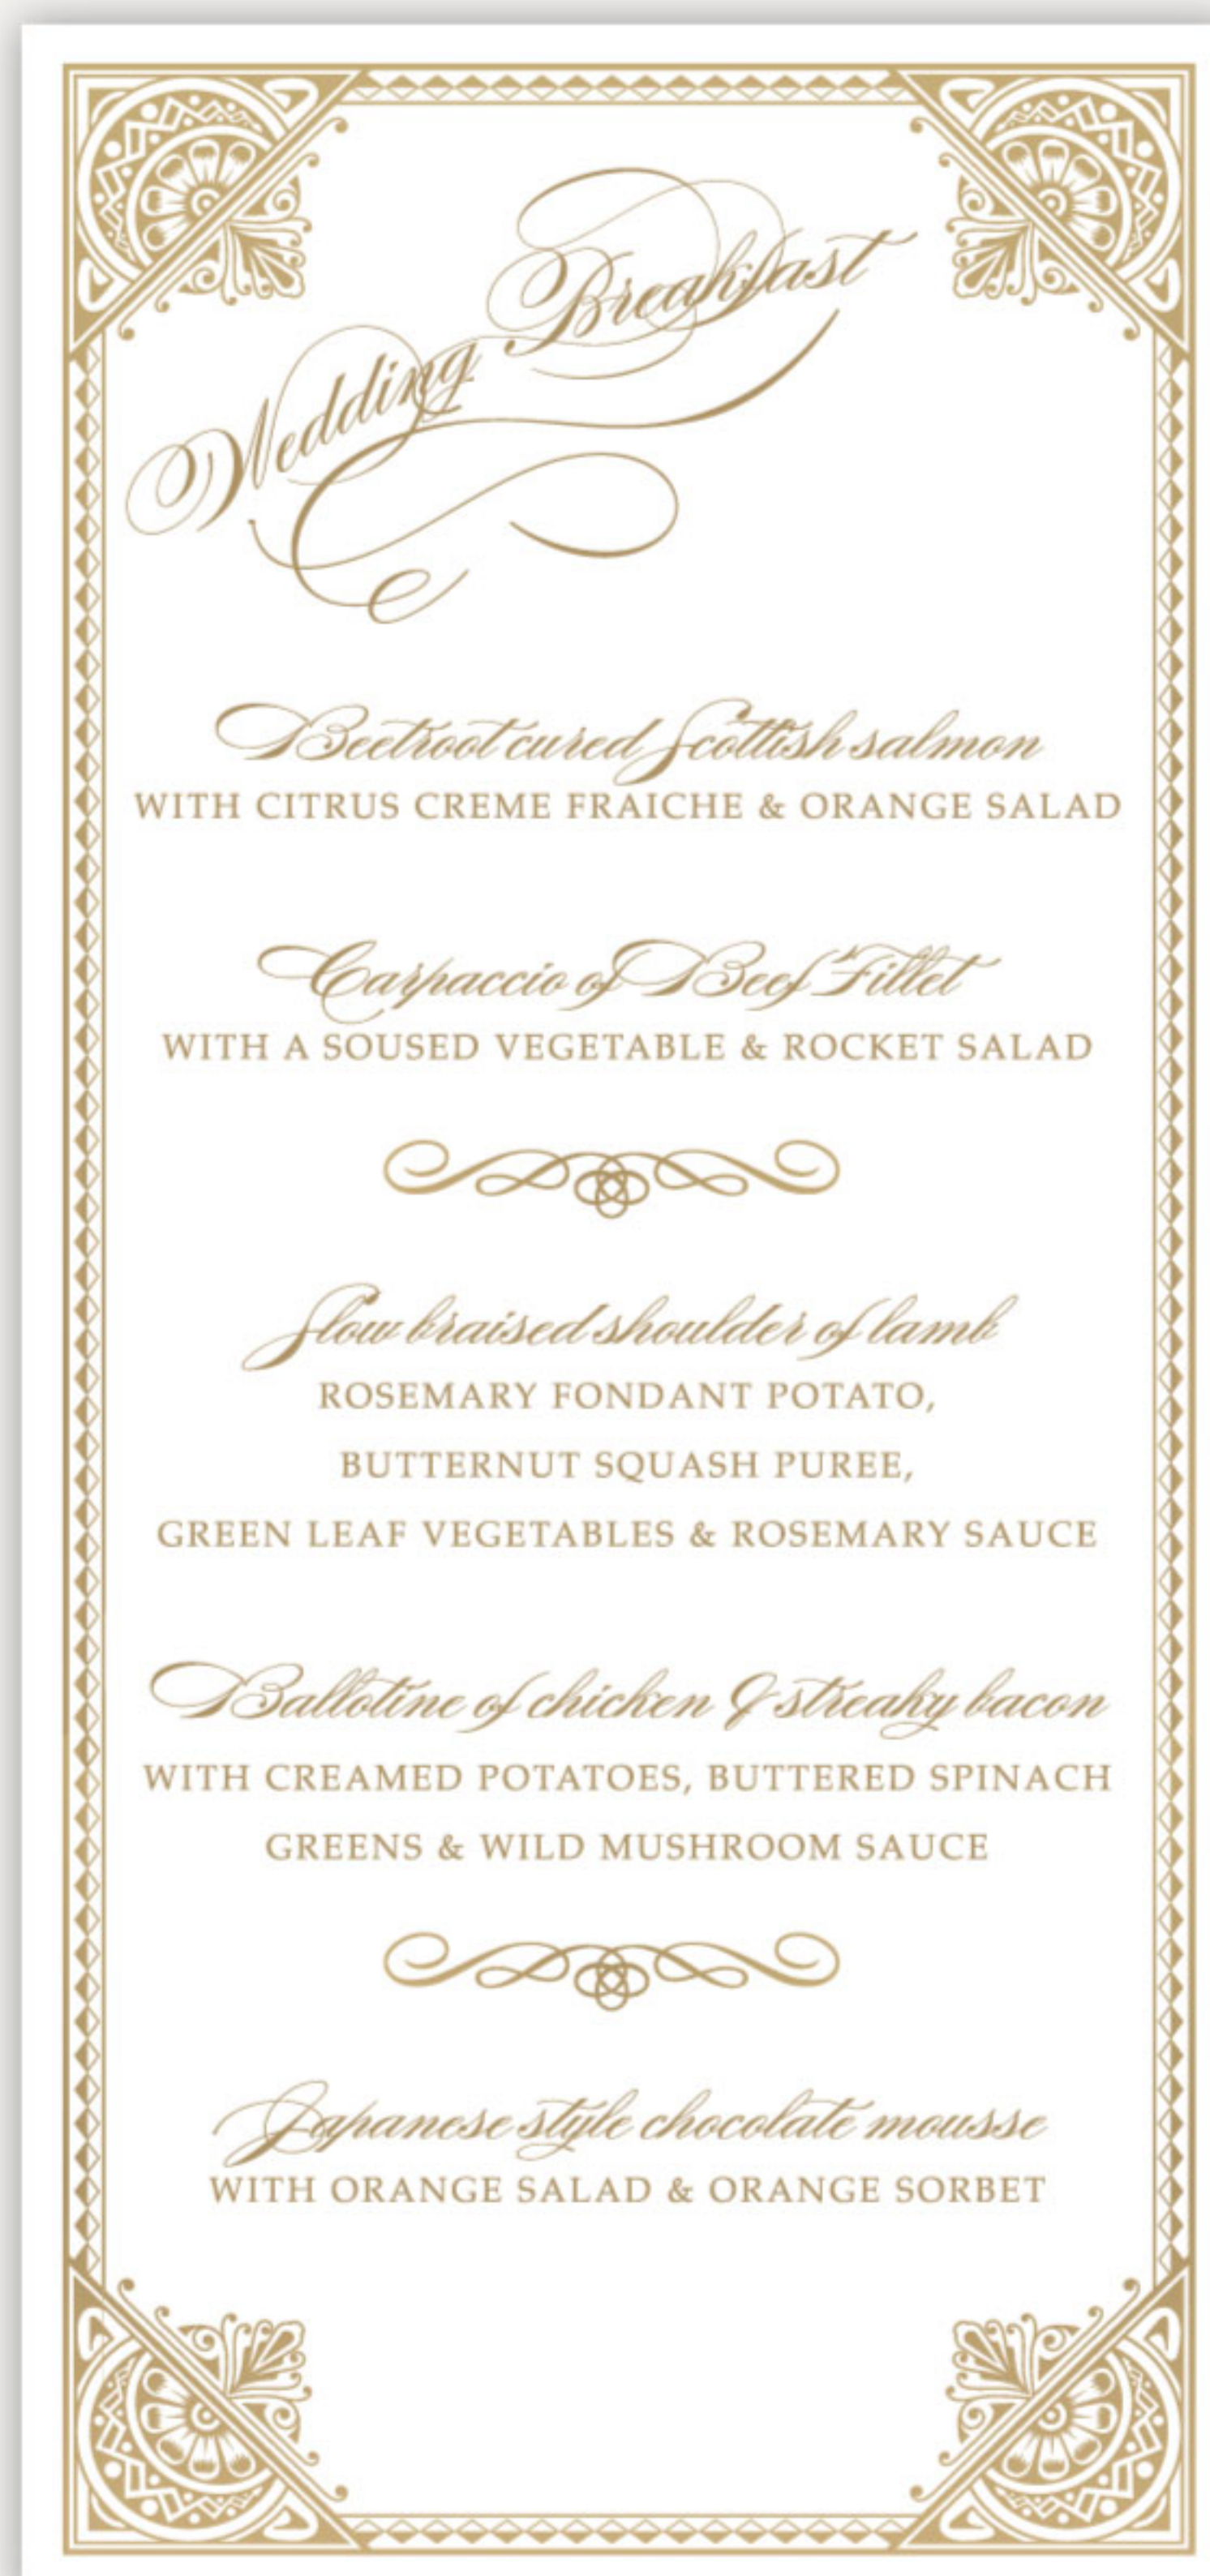 Wedding Breakfast
Beetroot cured Scottish salmon
WITH CITRUS CREME FRAICHE & ORANGE SALAD
Carpaccio of Beef Fillet
WITH A SOUSED VEGETABLE & ROCKET SALAD
Slow braised shoulder of lamb
ROSEMARY FONDANT POTATO,
BUTTERNUT SQUASH PUREE,
GREEN LEAF VEGETABLES & ROSEMARY SAUCE
Ballotine of chicken & streaky bacon
WITH CREAMED POTATOES, BUTTERED SPINACH
GREENS & WILD MUSHROOM SAUCE
Japanese style chocolate mousse
WITH ORANGE SALAD & ORANGE SORBET